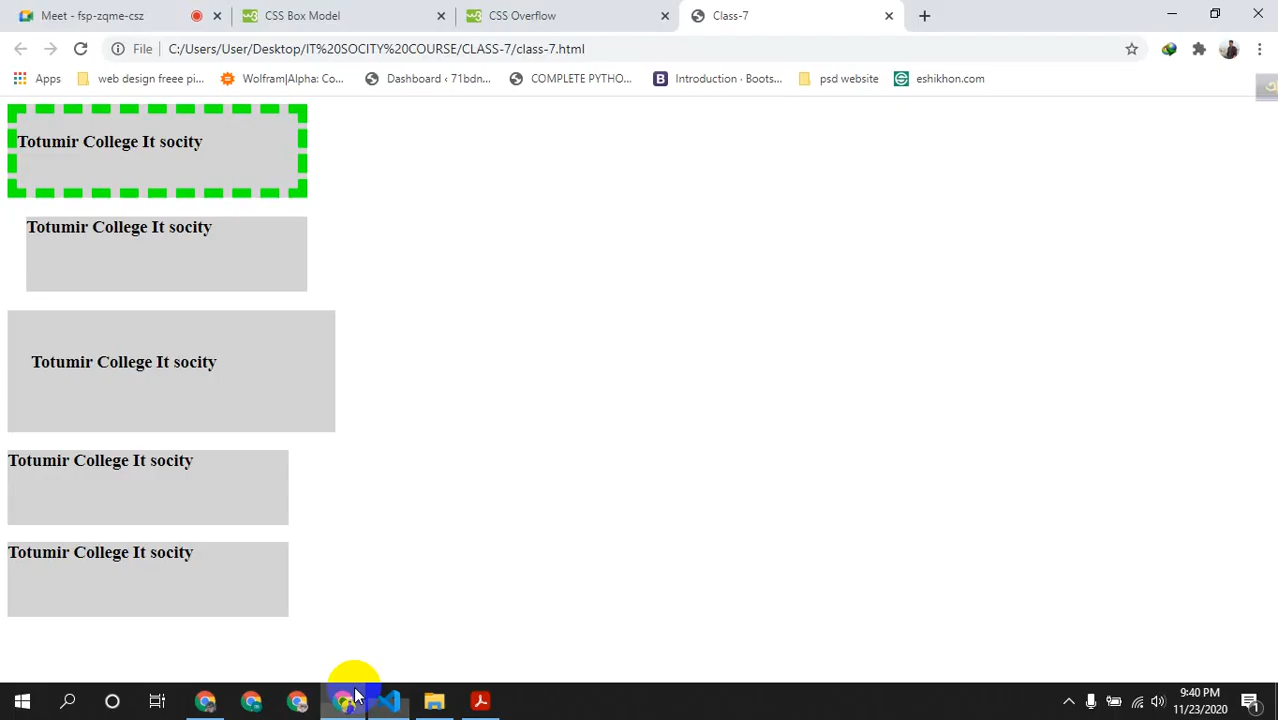 Meet - fsp-zqme-csz
CSS Box Model
CSS Overflow
Class-7
File
C:/Users/User/Desktop/IT%20SOCITY%20COURSE/CLASS-7/class-7.html
Apps
web design freee pi...
Wolfram|Alpha: Co...
Dashboard ‹ 71bdn...
COMPLETE PYTHO...
Introduction · Boots...
psd website
eshikhon.com
Totumir College It socity
Totumir College It socity
Totumir College It socity
Totumir College It socity
Totumir College It socity
9:40 PM
11/23/2020